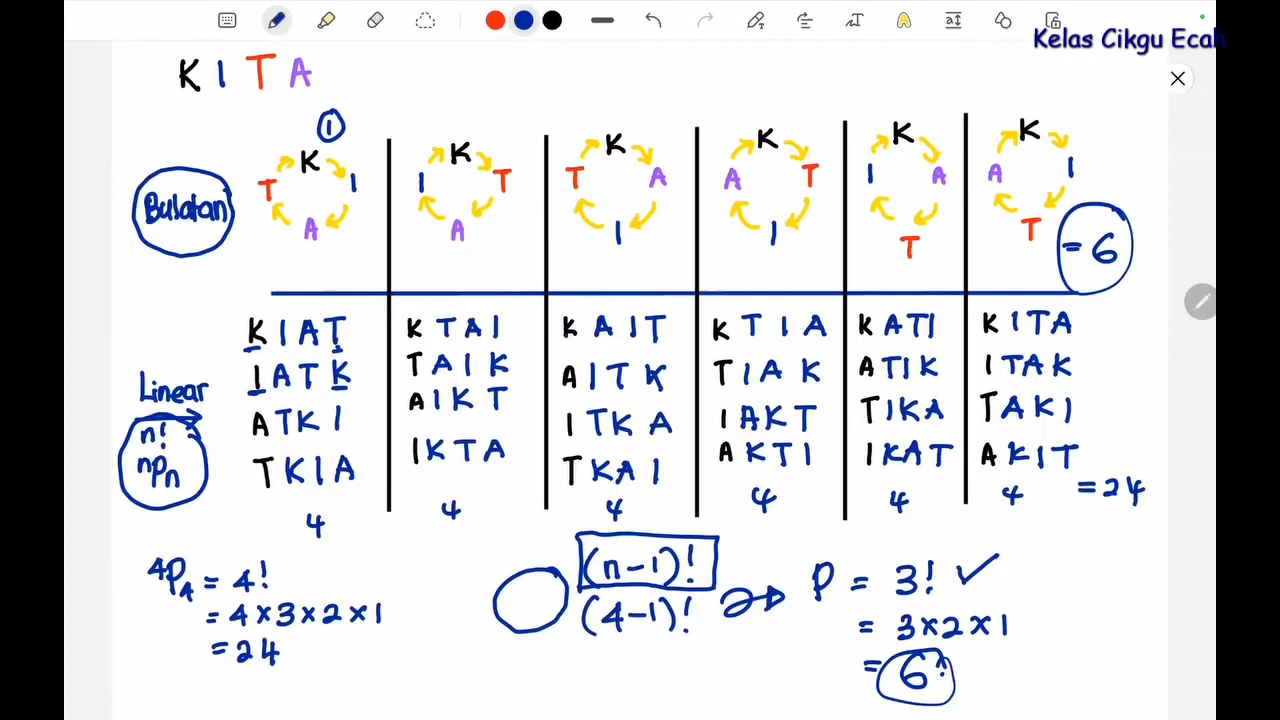 Kelas Cikgu Ecah
K I T A
①
K K K K K K
T I I T T A A T I A A I
A A I I T T
Bulatan
= 6
K I A T K T A I K A I T K T I A K A T I K I T A
I A T K T A I K A I T K T I A K A T I K I T A K
Linear
A T K I A I K T I T K A I A K T T I K A T A K I
n!
nPn
T K I A I K T A T K A I A K T I I K A T A K I T
4 4 4 4 4 4 = 24
4P4 = 4!
= 4 × 3 × 2 × 1
= 24
(n - 1)!
(4 - 1)!
P = 3! ✓
= 3 × 2 × 1
= 6